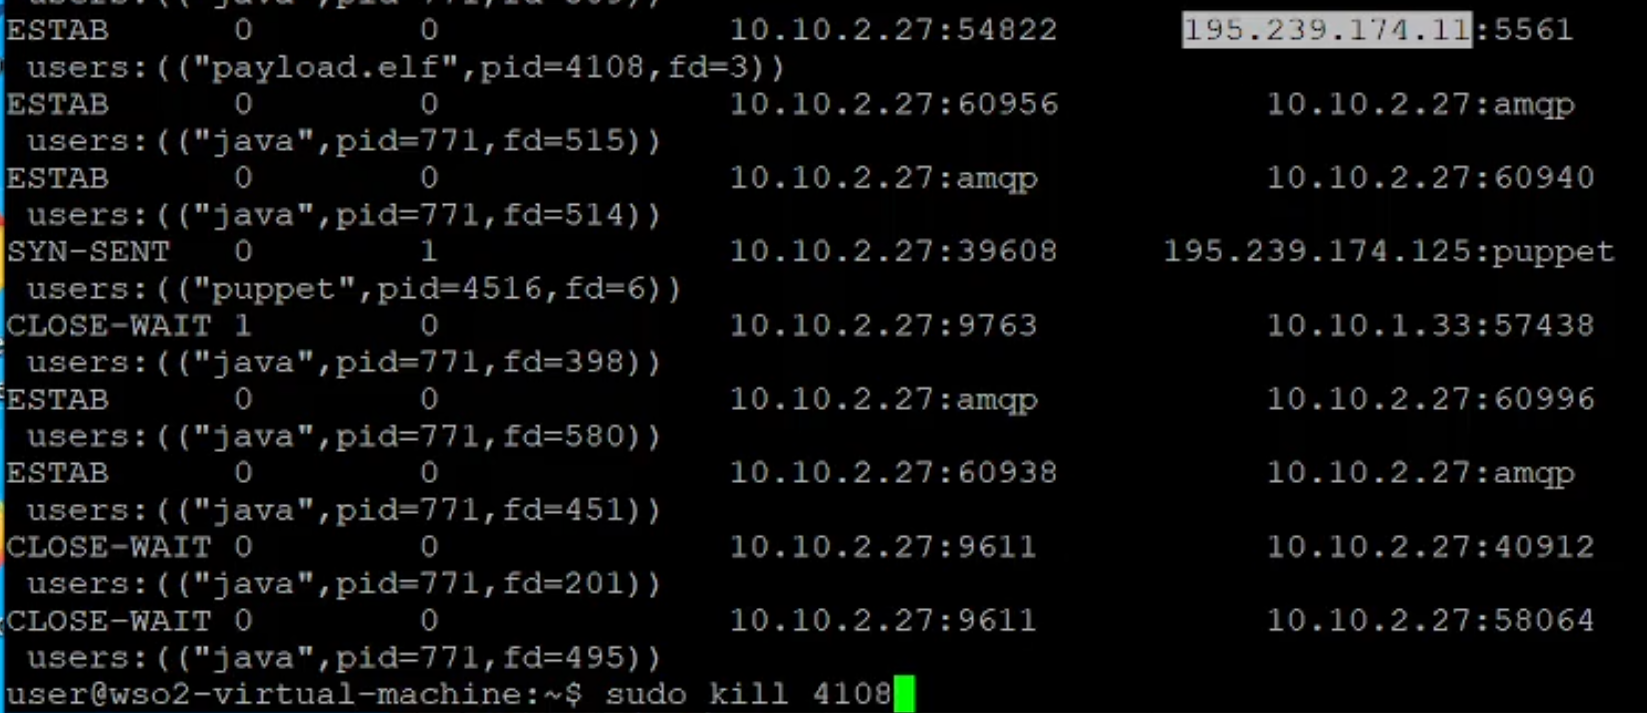 ESTAB 0 0 10.10.2.27:54822 195.239.174.11:5561
users:(("payload.elf",pid=4108,fd=3))
ESTAB 0 0 10.10.2.27:60956 10.10.2.27:amqp
users:(("java",pid=771,fd=515))
ESTAB 0 0 10.10.2.27:amqp 10.10.2.27:60940
users:(("java",pid=771,fd=514))
SYN-SENT 0 1 10.10.2.27:39608 195.239.174.125:puppet
users:(("puppet",pid=4516,fd=6))
CLOSE-WAIT 1 0 10.10.2.27:9763 10.10.1.33:57438
users:(("java",pid=771,fd=398))
ESTAB 0 0 10.10.2.27:amqp 10.10.2.27:60996
users:(("java",pid=771,fd=580))
ESTAB 0 0 10.10.2.27:60938 10.10.2.27:amqp
users:(("java",pid=771,fd=451))
CLOSE-WAIT 0 0 10.10.2.27:9611 10.10.2.27:40912
users:(("java",pid=771,fd=201))
CLOSE-WAIT 0 0 10.10.2.27:9611 10.10.2.27:58064
users:(("java",pid=771,fd=495))
user@wso2-virtual-machine:~$ sudo kill 4108